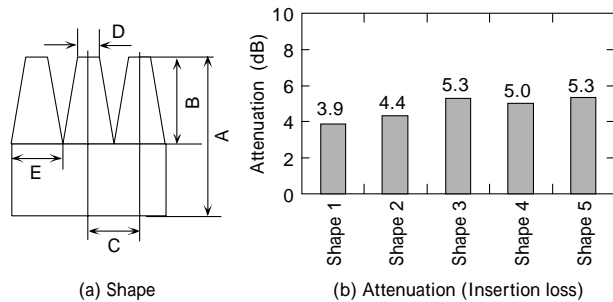 D
B
A
E
C
(a) Shape
Attenuation (dB)
10
8
6
4
2
0
3.9
4.4
5.3
5.0
5.3
Shape 1
Shape 2
Shape 3
Shape 4
Shape 5
(b) Attenuation (Insertion loss)